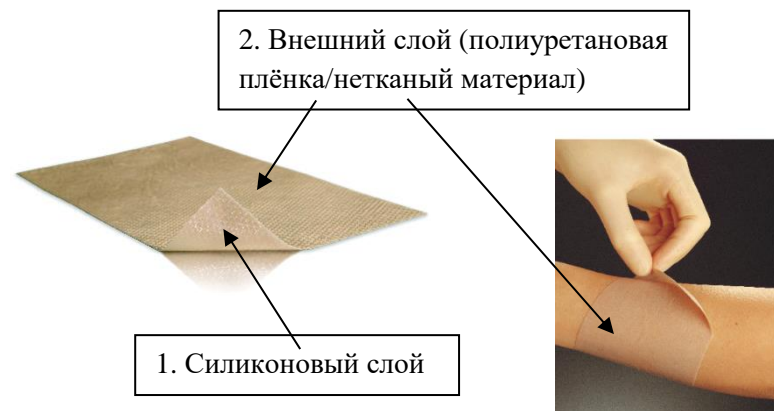 2. Внешний слой (полиуретановая
плёнка/нетканый материал)
1. Силиконовый слой